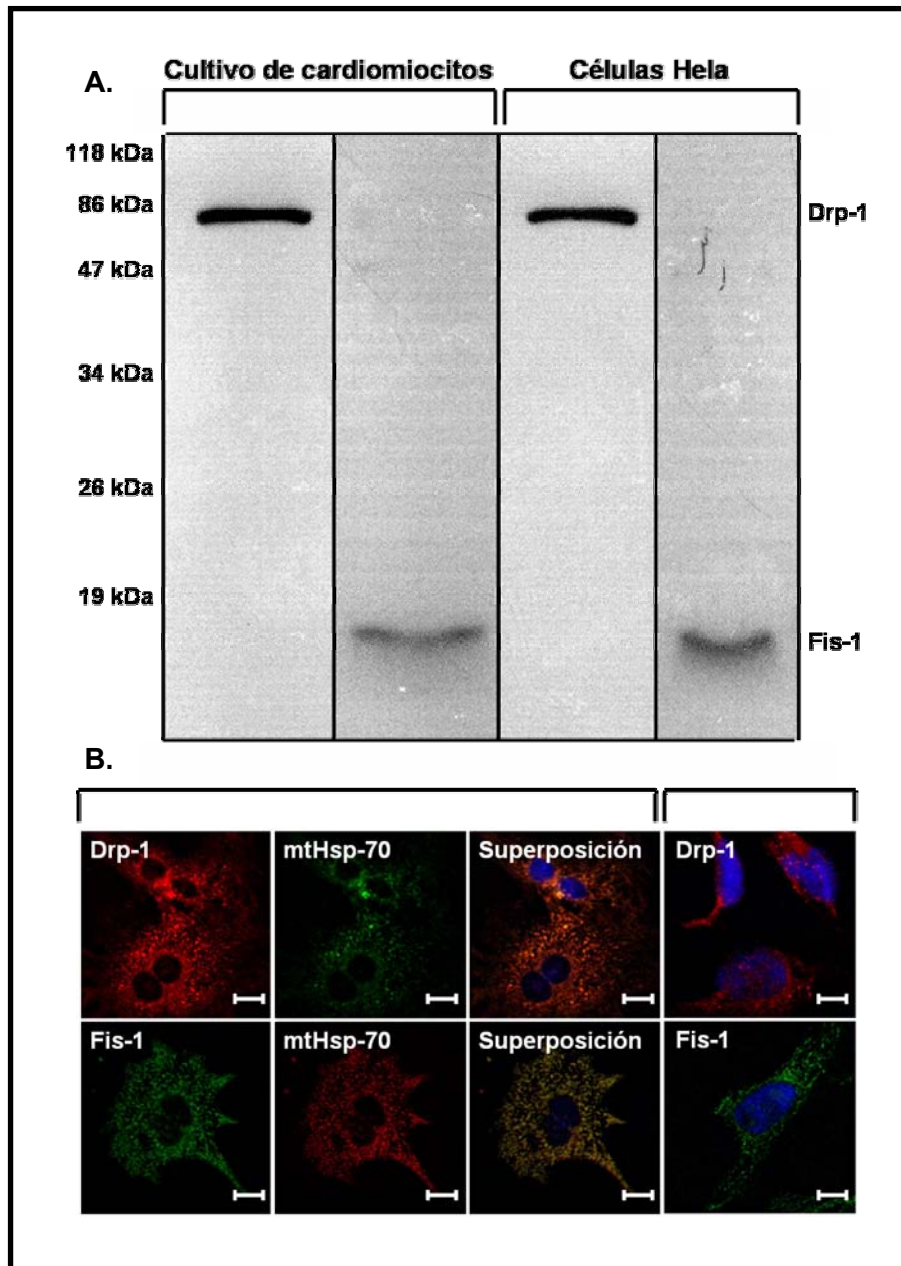 A.
Cultivo de cardiomiocitos
Células Hela
118 kDa
86 kDa
Drp-1
47 kDa
34 kDa
26 kDa
19 kDa
Fis-1
B.
Drp-1
mtHsp-70
Superposición
Drp-1
Fis-1
mtHsp-70
Superposición
Fis-1